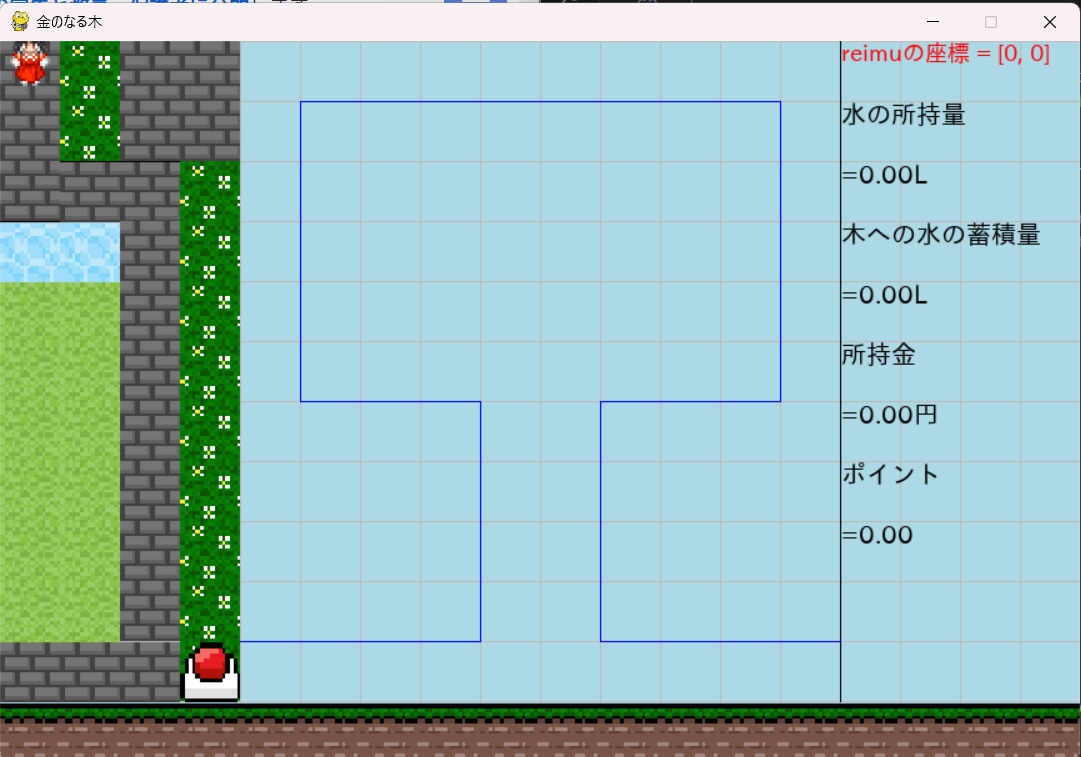 金のなる木
reimuの座標 = [0, 0]
水の所持量
=0.00L
木への水の蓄積量
=0.00L
所持金
=0.00円
ポイント
=0.00